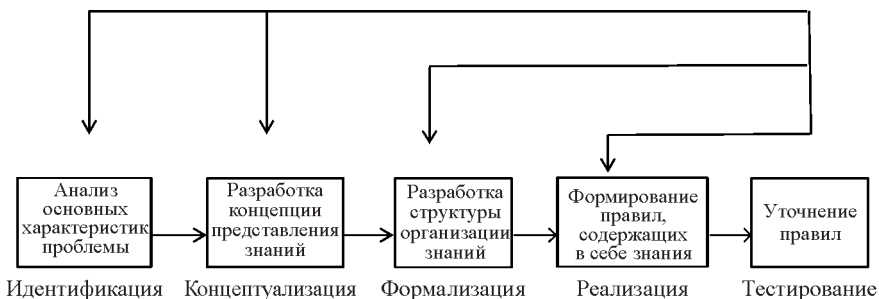 Анализ
основных
характеристик
проблемы
Разработка
концепции
представления
знаний
Разработка
структуры
организации
знаний
Формирование
правил,
содержащих
в себе знания
Уточнение
правил
Идентификация
Концептуализация
Формализация
Реализация
Тестирование